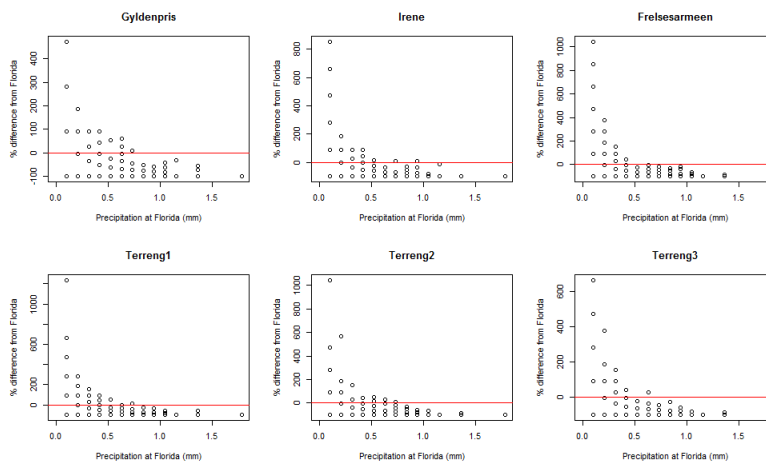 Gyldenpris
Irene
Frelsesarmeen
% difference from Florida
-100 0 100 200 300 400
0.0 0.5 1.0 1.5
Precipitation at Florida (mm)
% difference from Florida
0 200 400 600 800
0.0 0.5 1.0 1.5
Precipitation at Florida (mm)
% difference from Florida
0 200 400 600 1000
0.0 0.5 1.0 1.5
Precipitation at Florida (mm)
Terreng1
Terreng2
Terreng3
% difference from Florida
0 200 600 1000
0.0 0.5 1.0 1.5
Precipitation at Florida (mm)
% difference from Florida
0 200 400 600 800 1000
0.0 0.5 1.0 1.5
Precipitation at Florida (mm)
% difference from Florida
0 200 400 600
0.0 0.5 1.0 1.5
Precipitation at Florida (mm)